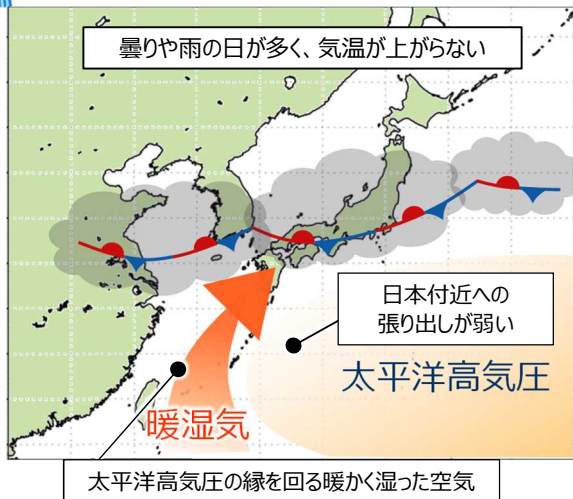 曇りや雨の日が多く、気温が上がらない
日本付近への
張り出しが弱い
太平洋高気圧
暖湿気
太平洋高気圧の縁を回る暖かく湿った空気